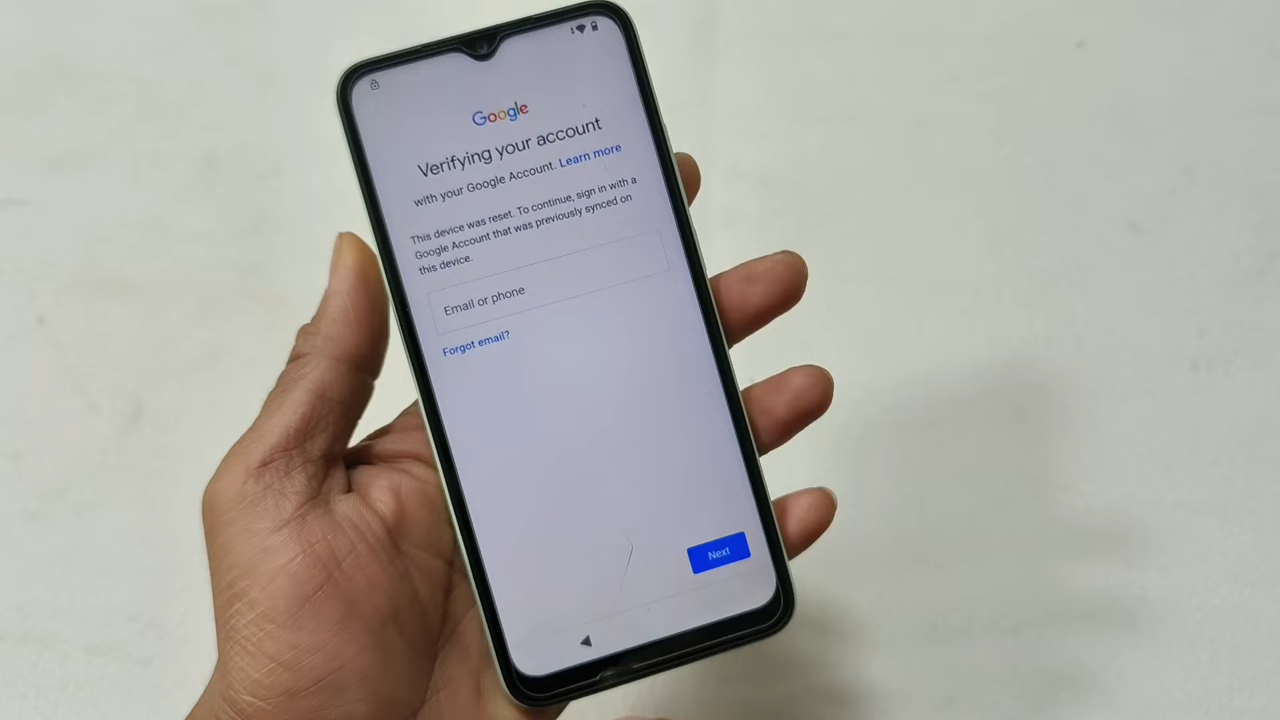 Google
Verifying your account
with your Google Account. Learn more
This device was reset. To continue, sign in with a
Google Account that was previously synced on
this device.
Email or phone
Forgot email?
Next